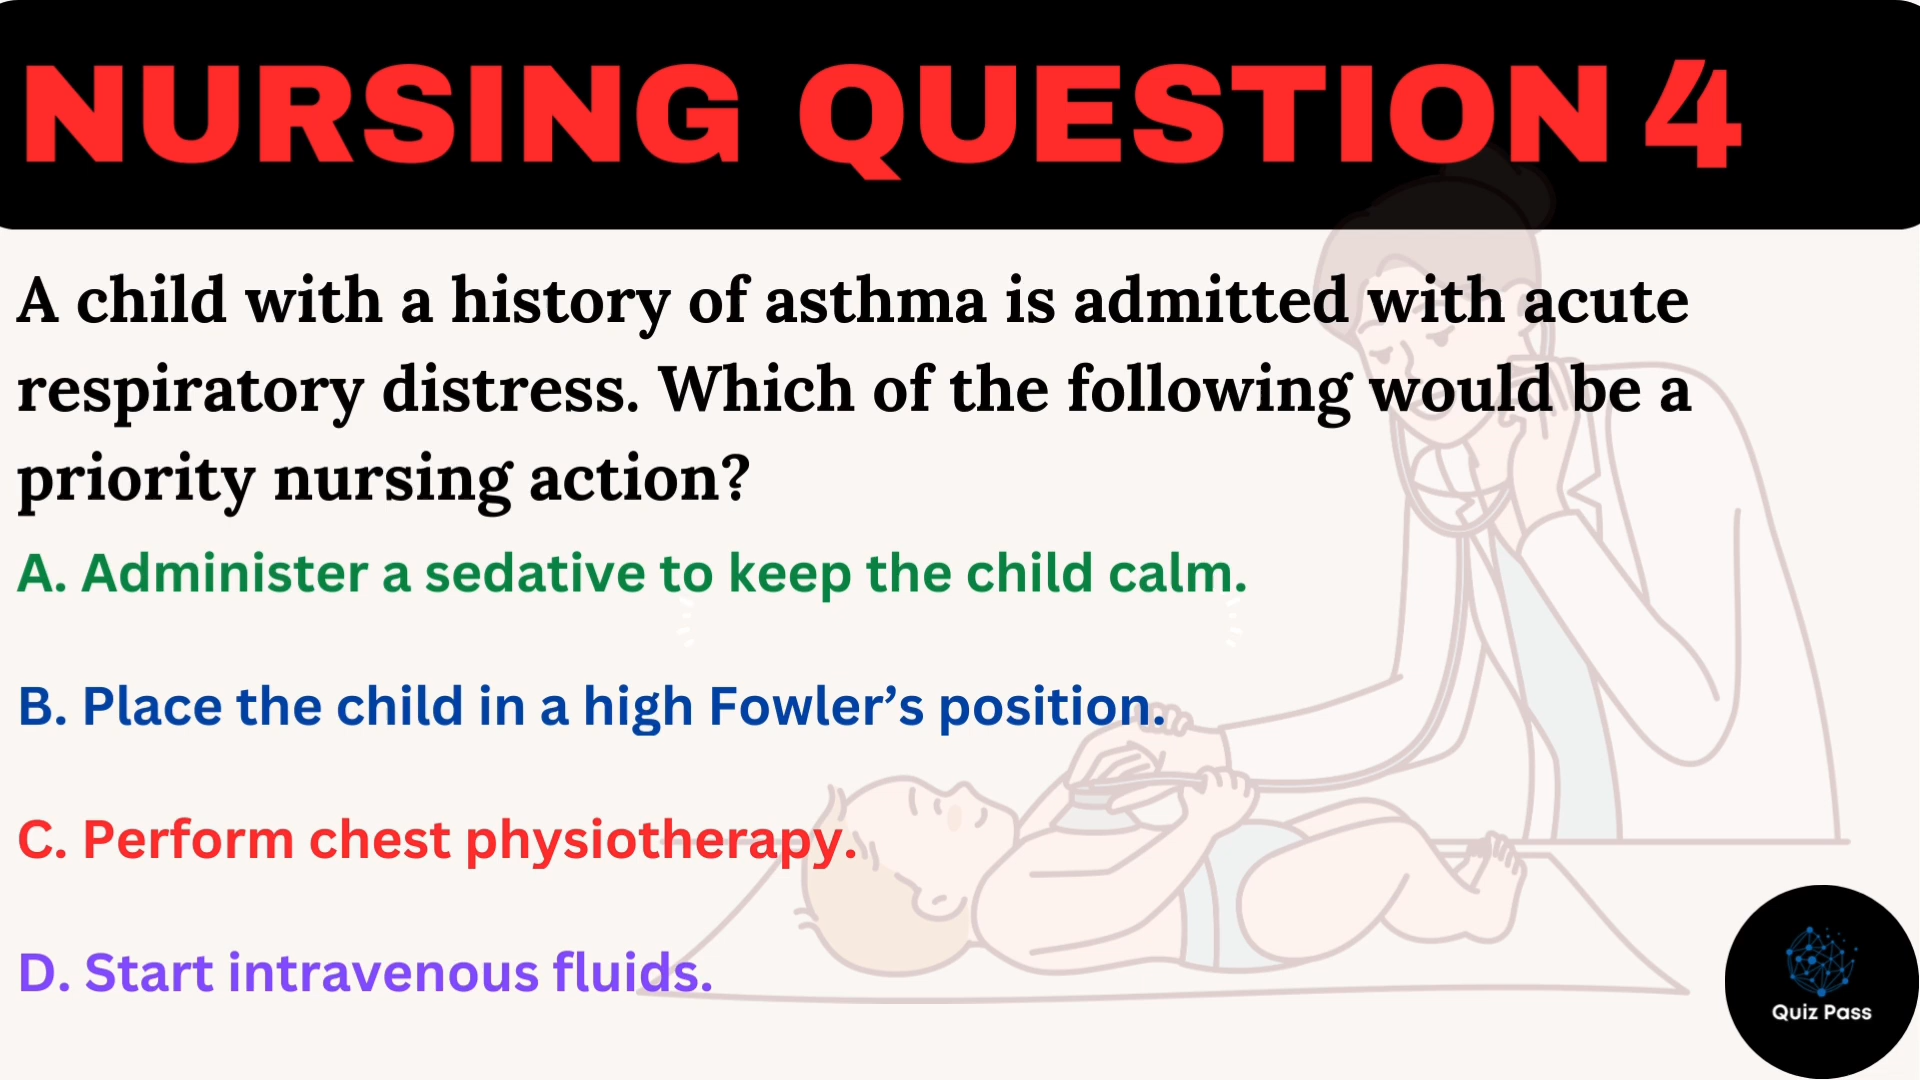 NURSING QUESTION 4
A child with a history of asthma is admitted with acute
respiratory distress. Which of the following would be a
priority nursing action?
A. Administer a sedative to keep the child calm.
B. Place the child in a high Fowler’s position.
C. Perform chest physiotherapy.
D. Start intravenous fluids.
Quiz Pass